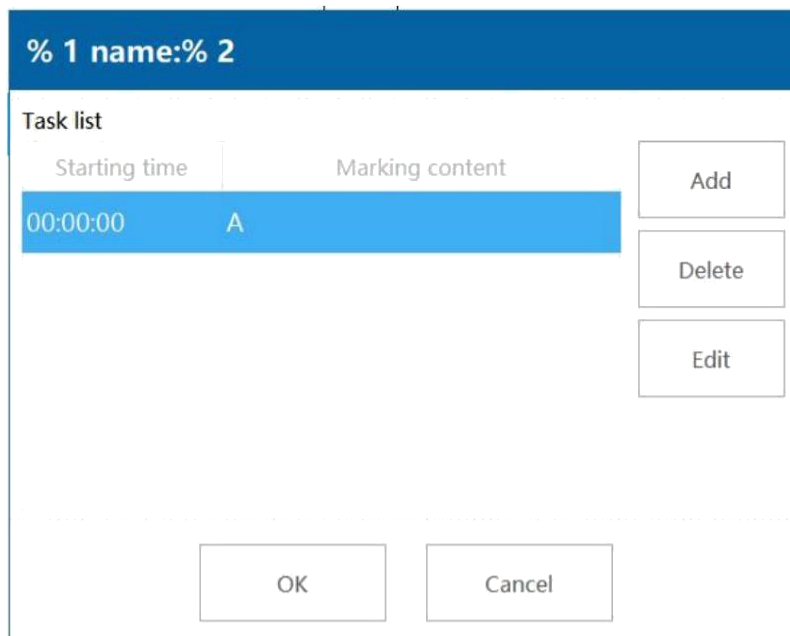 % 1 name:% 2
Task list
Starting time Marking content
Add
00:00:00 A
Delete
Edit
OK Cancel